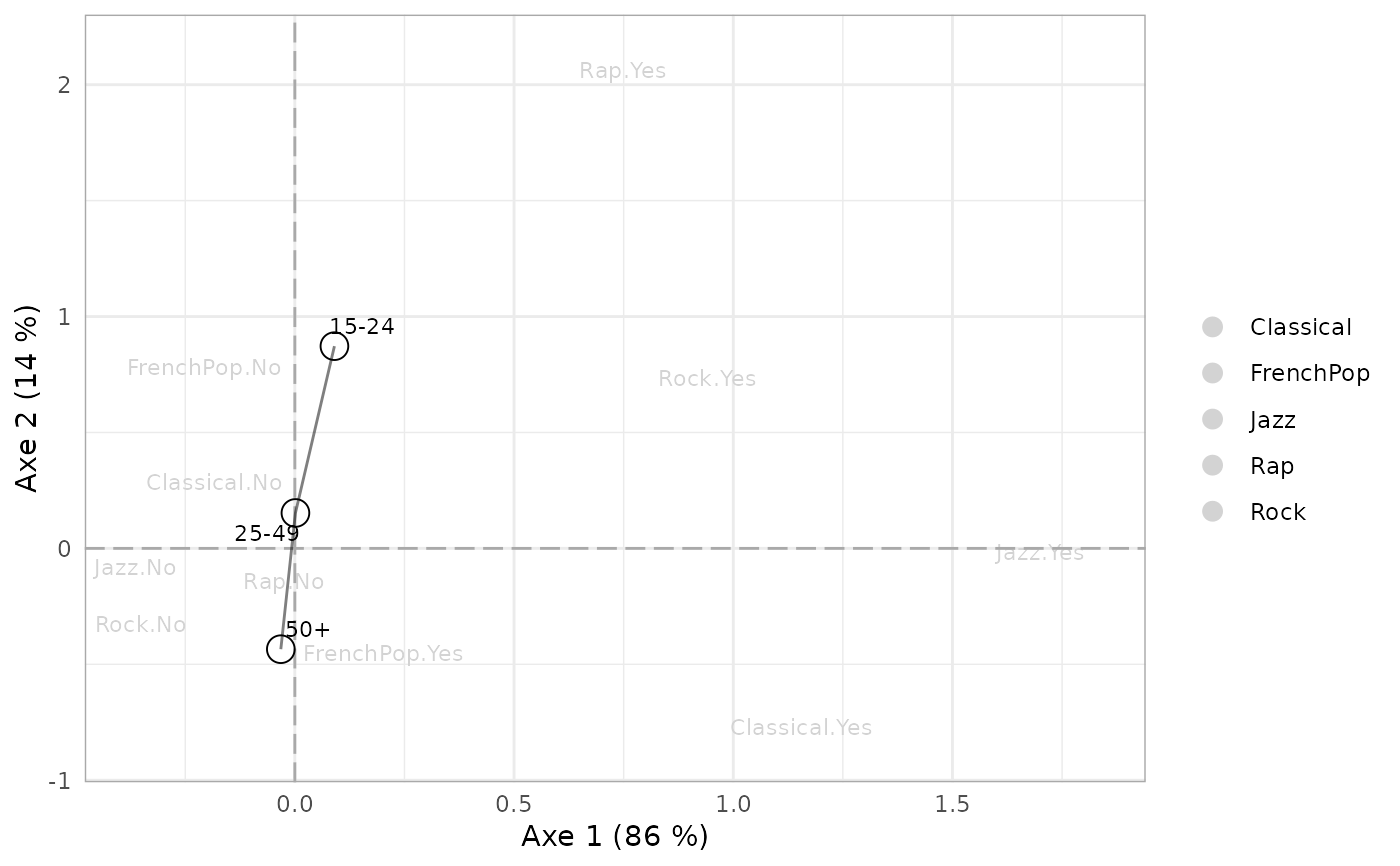 Rap.Yes
2
1
15-24
FrenchPop.No
Rock.Yes
Classical.No
25-49
0
Jazz.Yes
Jazz.No
Rap.No
Rock.No
50+
FrenchPop.Yes
Classical.Yes
-1
0.0
0.5
1.0
1.5
Axe 1 (86 %)
Axe 2 (14 %)
Classical
FrenchPop
Jazz
Rap
Rock